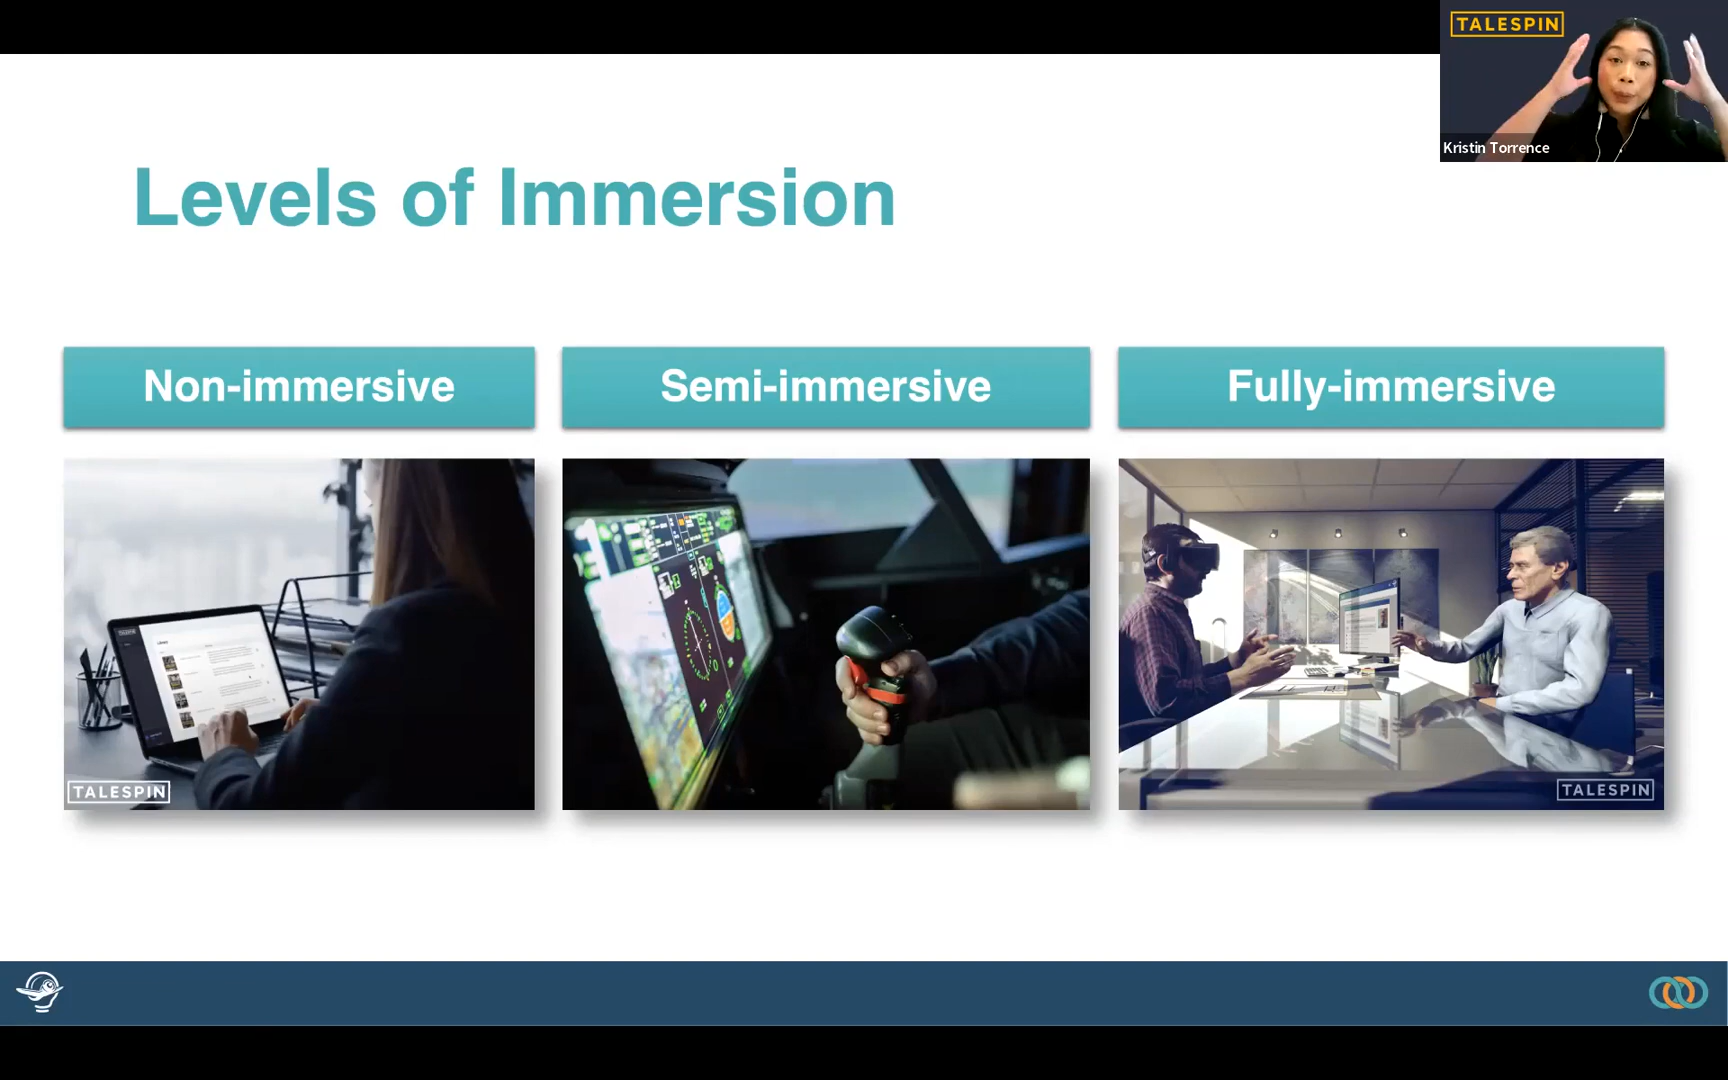 TALESPIN
Kristin Torrence
Levels of Immersion
Non-immersive
Semi-immersive
Fully-immersive
TALESPIN
TALESPIN